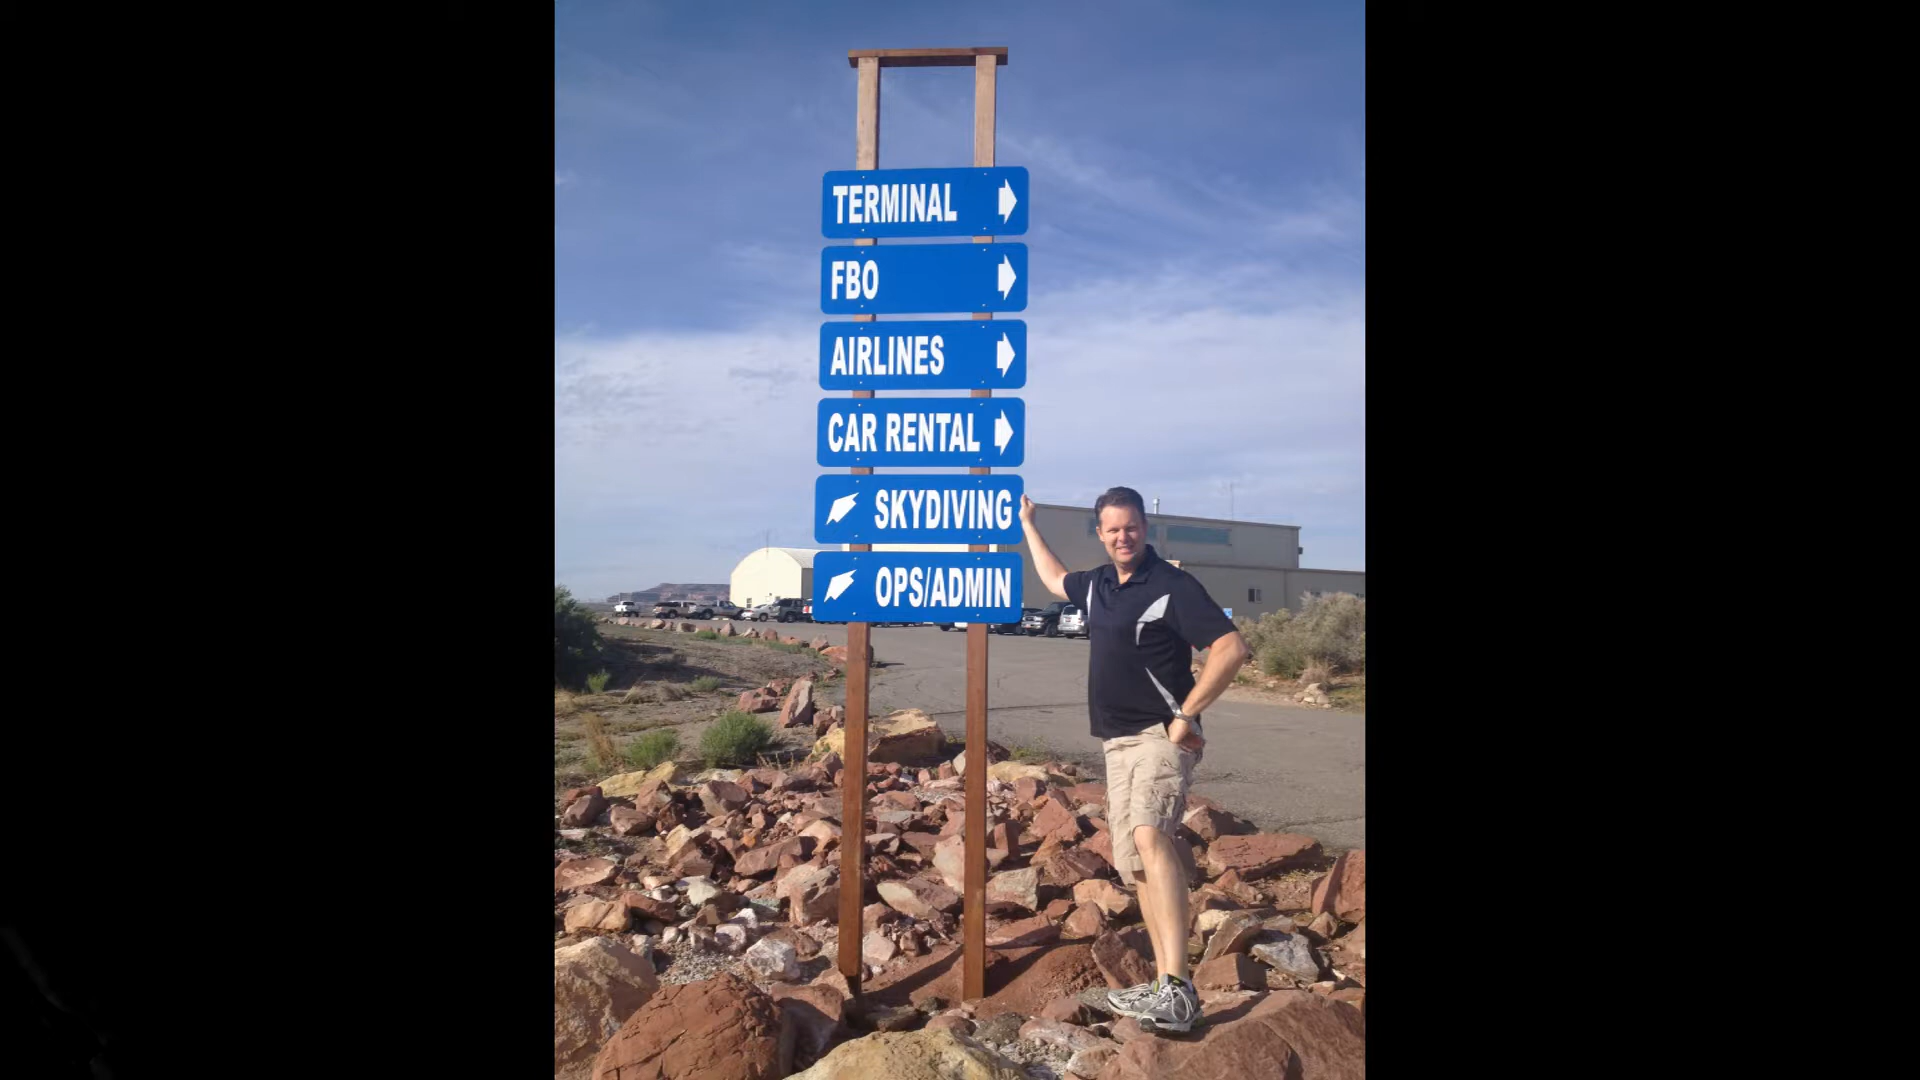 TERMINAL
FBO
AIRLINES
CAR RENTAL
SKYDIVING
OPS/ADMIN